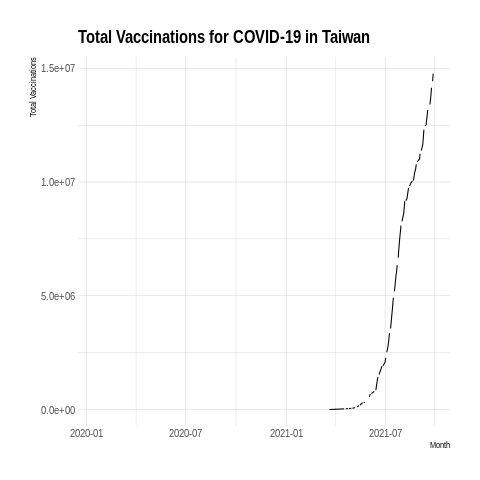 Total Vaccinations for COVID-19 in Taiwan
Total Vaccinations
1.5e+07
1.0e+07
5.0e+06
0.0e+00
2020-01 2020-07 2021-01 2021-07
Month